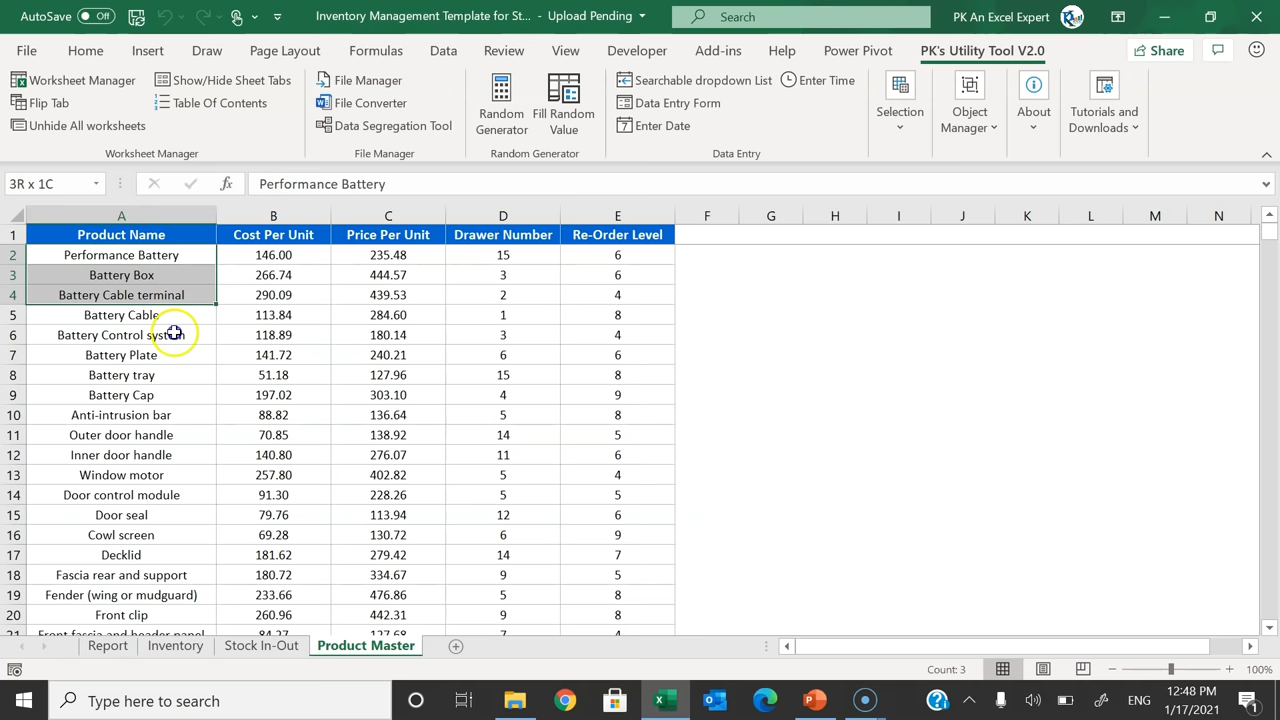 AutoSave Off Inventory Management Template for St... - Upload Pending Search PK An Excel Expert
File Home Insert Draw Page Layout Formulas Data Review View Developer Add-ins Help Power Pivot PK's Utility Tool V2.0 Share
Worksheet Manager Show/Hide Sheet Tabs File Manager Searchable dropdown List Enter Time
Flip Tab Table Of Contents File Converter Data Entry Form
Unhide All worksheets Data Segregation Tool Enter Date
Random Generator Fill Random Value Selection Object Manager About Tutorials and Downloads
Worksheet Manager File Manager Random Generator Data Entry
3R x 1C fx Performance Battery
A B C D E F G H I J K L M N
1 Product Name Cost Per Unit Price Per Unit Drawer Number Re-Order Level
2 Performance Battery 146.00 235.48 15 6
3 Battery Box 266.74 444.57 3 6
4 Battery Cable terminal 290.09 439.53 2 4
5 Battery Cable 113.84 284.60 1 8
6 Battery Control system 118.89 180.14 3 4
7 Battery Plate 141.72 240.21 6 6
8 Battery tray 51.18 127.96 15 8
9 Battery Cap 197.02 303.10 4 9
10 Anti-intrusion bar 88.82 136.64 5 8
11 Outer door handle 70.85 138.92 14 5
12 Inner door handle 140.80 276.07 11 6
13 Window motor 257.80 402.82 5 4
14 Door control module 91.30 228.26 5 5
15 Door seal 79.76 113.94 12 6
16 Cowl screen 69.28 130.72 6 9
17 Decklid 181.62 279.42 14 7
18 Fascia rear and support 180.72 334.67 9 5
19 Fender (wing or mudguard) 233.66 476.86 5 8
20 Front clip 260.96 442.31 9 8
21 Front fascia and header panel 84.27 127.68 7 4
Report Inventory Stock In-Out Product Master
Count: 3 100%
Type here to search ENG 12:48 PM
1/17/2021